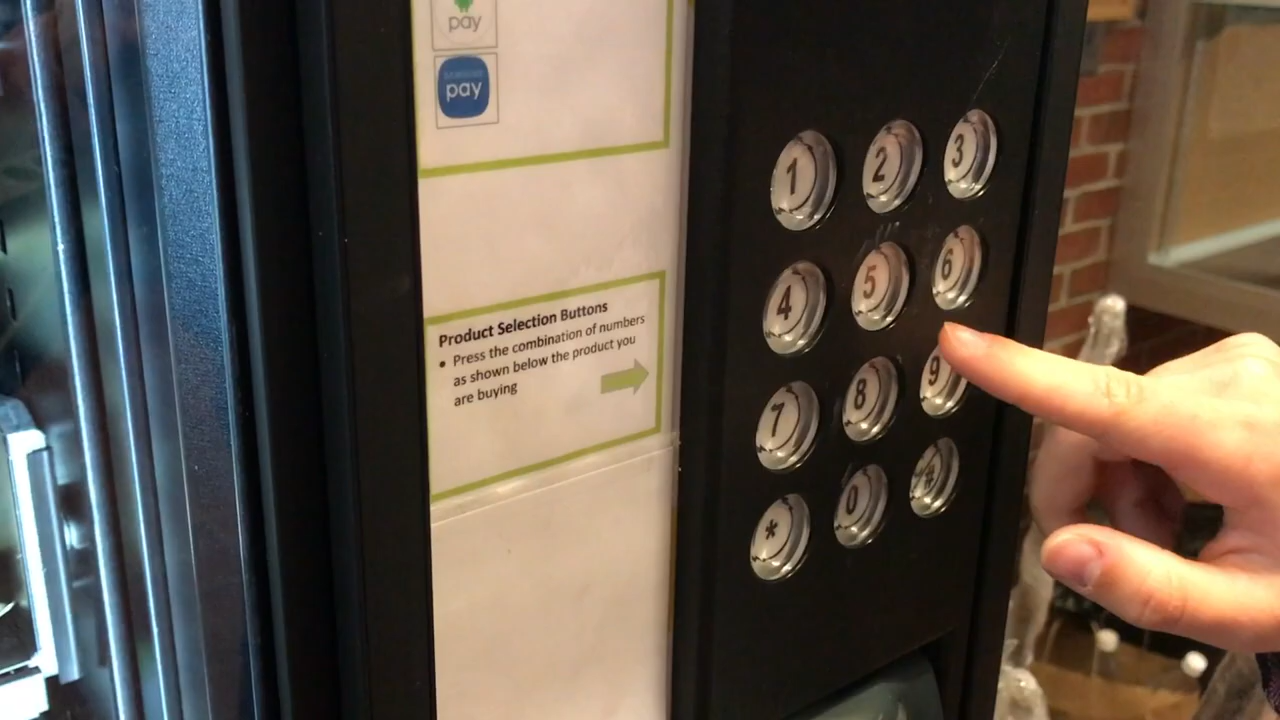 pay
SAMSUNG
pay
Product Selection Buttons
• Press the combination of numbers
as shown below the product you
are buying
1 2 3
4 5 6
7 8 9
* 0 #